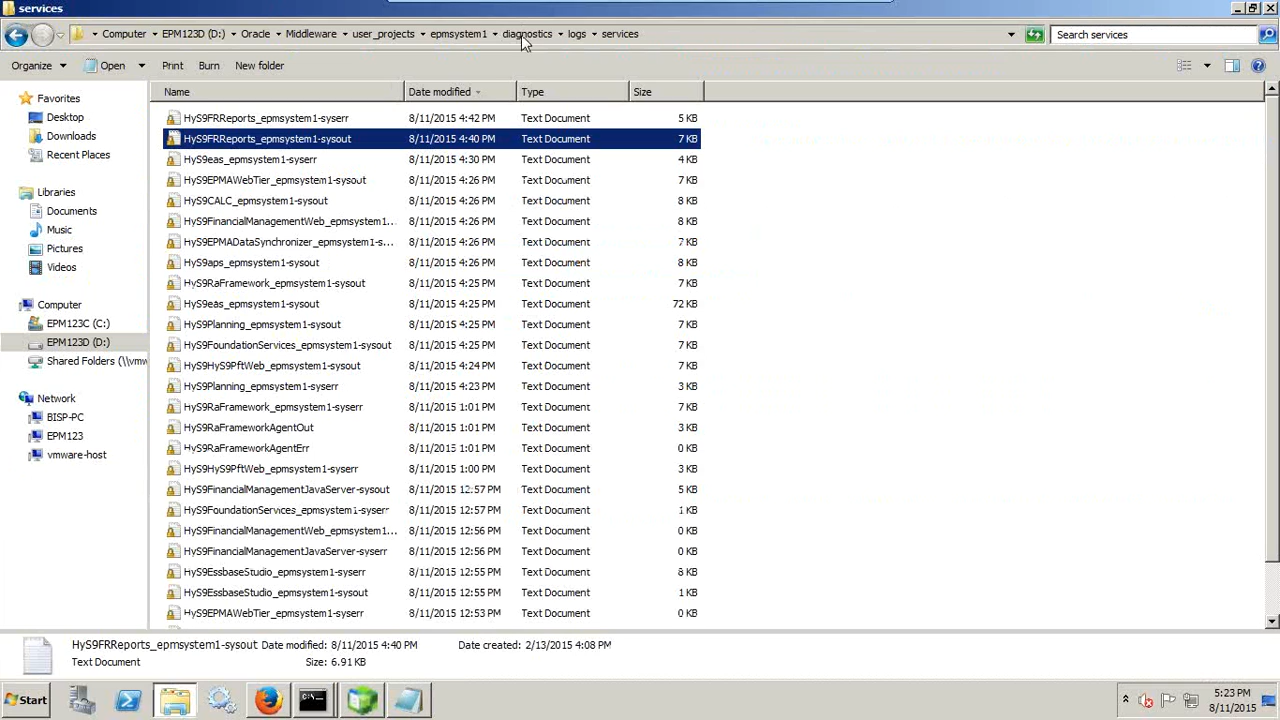 services
Computer EPM123D (D:) Oracle Middleware user_projects epmsystem1 diagnostics logs services
Search services
Organize Open Print Burn New folder
Name Date modified Type Size
Favorites
Desktop
Downloads
Recent Places
Libraries
Documents
Music
Pictures
Videos
Computer
EPM123C (C:)
EPM123D (D:)
Shared Folders (\\vmw
Network
BISP-PC
EPM123
vmware-host
HyS9FRReports_epmsystem1-syserr 8/11/2015 4:42 PM Text Document 5 KB
HyS9FRReports_epmsystem1-sysout 8/11/2015 4:40 PM Text Document 7 KB
HyS9eas_epmsystem1-syserr 8/11/2015 4:30 PM Text Document 4 KB
HyS9EPMAWebTier_epmsystem1-sysout 8/11/2015 4:26 PM Text Document 7 KB
HyS9CALC_epmsystem1-sysout 8/11/2015 4:26 PM Text Document 8 KB
HyS9FinancialManagementWeb_epmsystem1... 8/11/2015 4:26 PM Text Document 8 KB
HyS9EPMADataSynchronizer_epmsystem1-s... 8/11/2015 4:26 PM Text Document 7 KB
HyS9aps_epmsystem1-sysout 8/11/2015 4:26 PM Text Document 8 KB
HyS9RaFramework_epmsystem1-sysout 8/11/2015 4:25 PM Text Document 7 KB
HyS9eas_epmsystem1-sysout 8/11/2015 4:25 PM Text Document 72 KB
HyS9Planning_epmsystem1-sysout 8/11/2015 4:25 PM Text Document 7 KB
HyS9FoundationServices_epmsystem1-sysout 8/11/2015 4:25 PM Text Document 7 KB
HyS9HyS9PftWeb_epmsystem1-sysout 8/11/2015 4:24 PM Text Document 7 KB
HyS9Planning_epmsystem1-syserr 8/11/2015 4:23 PM Text Document 3 KB
HyS9RaFramework_epmsystem1-syserr 8/11/2015 1:01 PM Text Document 7 KB
HyS9RaFrameworkAgentOut 8/11/2015 1:01 PM Text Document 7 KB
HyS9RaFrameworkAgentErr 8/11/2015 1:01 PM Text Document 0 KB
HyS9HyS9PftWeb_epmsystem1-syserr 8/11/2015 1:00 PM Text Document 3 KB
HyS9FinancialManagementJavaServer-sysout 8/11/2015 12:57 PM Text Document 5 KB
HyS9FoundationServices_epmsystem1-syserr 8/11/2015 12:57 PM Text Document 1 KB
HyS9FinancialManagementWeb_epmsystem1... 8/11/2015 12:56 PM Text Document 0 KB
HyS9FinancialManagementJavaServer-syserr 8/11/2015 12:56 PM Text Document 0 KB
HyS9EssbaseStudio_epmsystem1-syserr 8/11/2015 12:55 PM Text Document 8 KB
HyS9EssbaseStudio_epmsystem1-sysout 8/11/2015 12:55 PM Text Document 1 KB
HyS9EPMAWebTier_epmsystem1-syserr 8/11/2015 12:53 PM Text Document 0 KB
HyS9FRReports_epmsystem1-sysout Date modified: 8/11/2015 4:40 PM Date created: 2/13/2015 4:08 PM
Text Document Size: 6.91 KB
Start
5:23 PM
8/11/2015